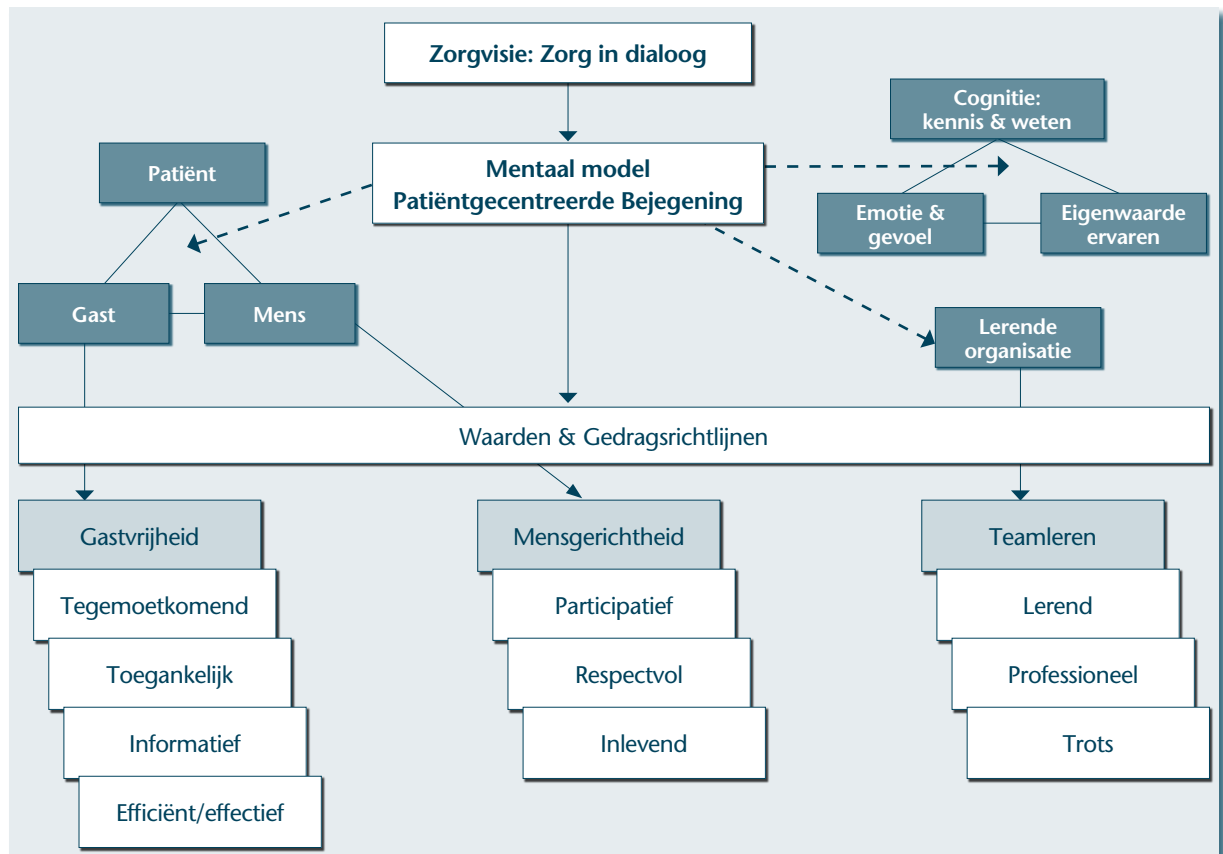 Zorgvisie: Zorg in dialoog
Cognitie:
kennis & weten
Mentaal model
Patiëntgecentreerde Bejegening
Patiënt
Emotie &
gevoel
Eigenwaarde
ervaren
Gast
Mens
Lerende
organisatie
Waarden & Gedragsrichtlijnen
Gastvrijheid
Tegemoetkomend
Toegankelijk
Informatief
Efficiënt/effectief
Mensgerichtheid
Participatief
Respectvol
Inlevend
Teamleren
Lerend
Professioneel
Trots